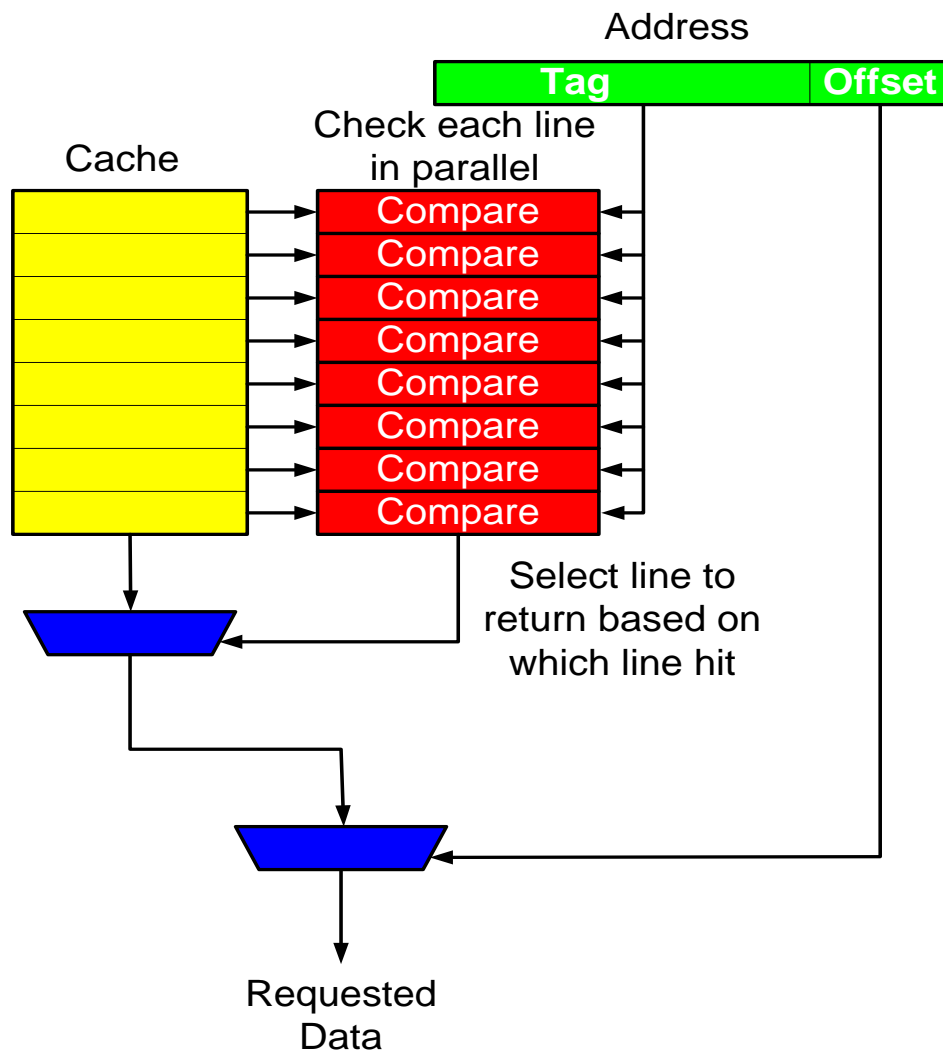 Address
Tag Offset
Check each line
in parallel
Cache
Compare
Compare
Compare
Compare
Compare
Compare
Compare
Compare
Select line to
return based on
which line hit
Requested
Data